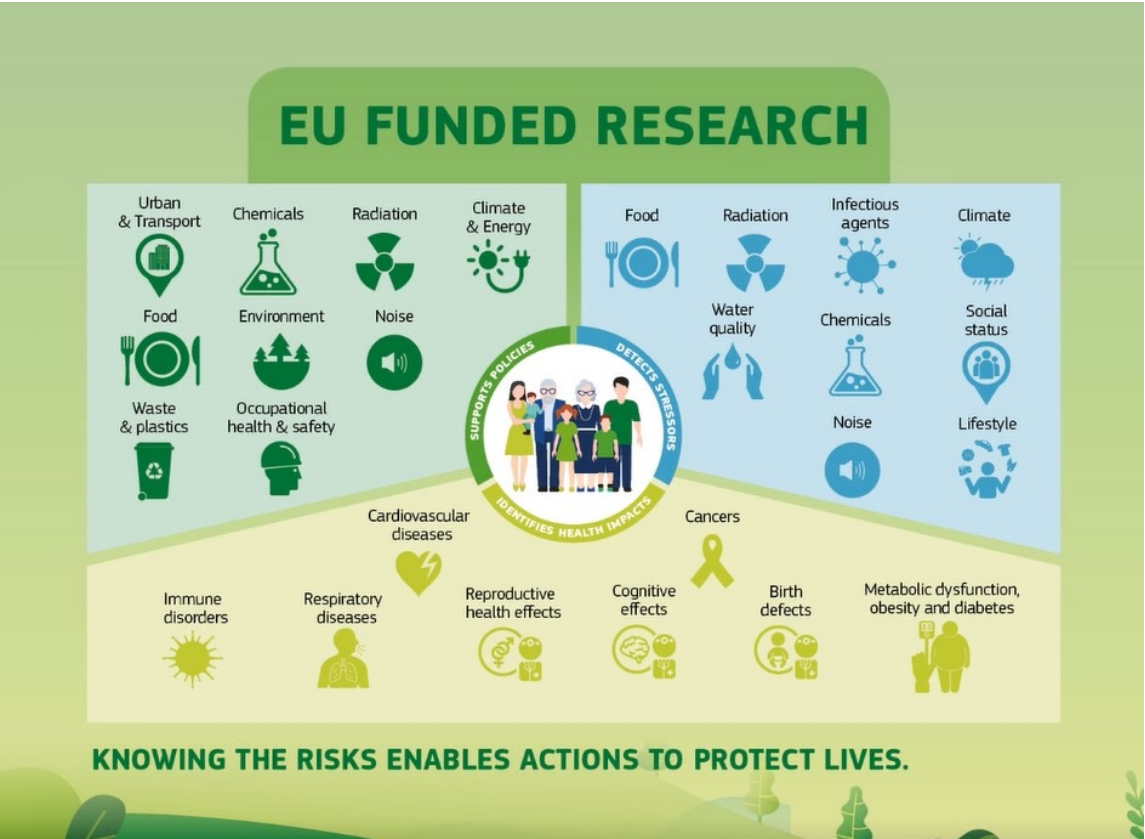 EU FUNDED RESEARCH
Urban
& Transport
Chemicals
Radiation
Climate
& Energy
Food
Environment
Noise
Waste
& plastics
Occupational
health & safety
Food
Radiation
Infectious
agents
Climate
Water
quality
Chemicals
Social
status
Noise
Lifestyle
SUPPORTS POLICIES
DETECTS STRESSORS
IDENTIFIES HEALTH IMPACTS
Cardiovascular
diseases
Cancers
Immune
disorders
Respiratory
diseases
Reproductive
health effects
Cognitive
effects
Birth
defects
Metabolic dysfunction,
obesity and diabetes
KNOWING THE RISKS ENABLES ACTIONS TO PROTECT LIVES.